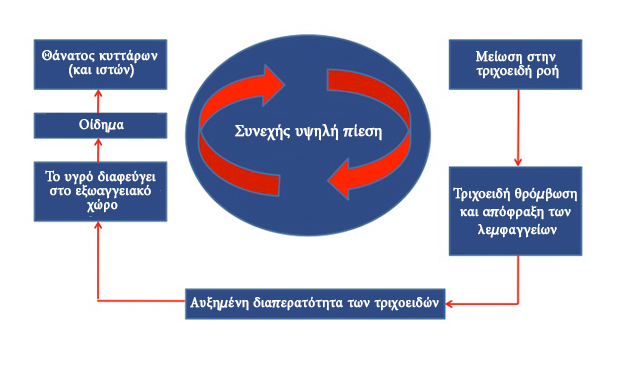 Θάνατος κυττάρων
(και ιστών)
Οίδημα
Το υγρό διαφεύγει
στο εξωαγγειακό
χώρο
Συνεχής υψηλή πίεση
Μείωση στην
τριχοειδή ροή
Τριχοειδή θρόμβωση
και απόφραξη των
λεμφαγγείων
Αυξημένη διαπερατότητα των τριχοειδών